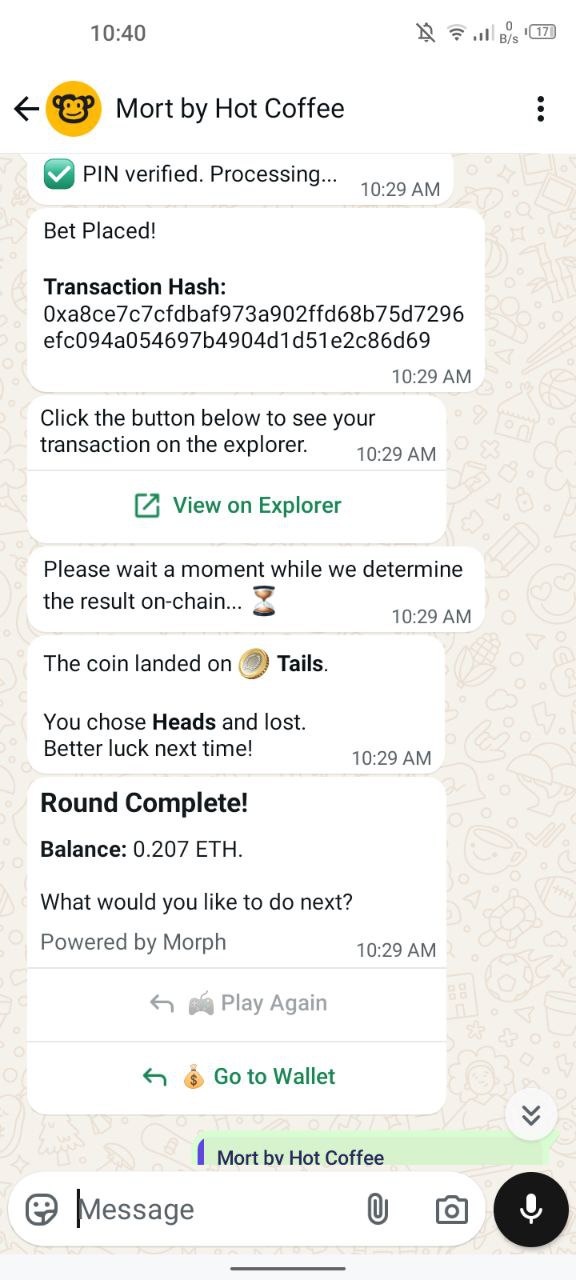 10:40
0
B/s
17
Mort by Hot Coffee
PIN verified. Processing...
10:29 AM
Bet Placed!
Transaction Hash:
0xa8ce7c7cfdbaf973a902ffd68b75d7296
efc094a054697b4904d1d51e2c86d69
10:29 AM
Click the button below to see your
transaction on the explorer.
10:29 AM
View on Explorer
Please wait a moment while we determine
the result on-chain... ⏳
10:29 AM
The coin landed on 🪙 Tails.
You chose Heads and lost.
Better luck next time!
10:29 AM
Round Complete!
Balance: 0.207 ETH.
What would you like to do next?
Powered by Morph
10:29 AM
🎮 Play Again
💰 Go to Wallet
Mort by Hot Coffee
Message